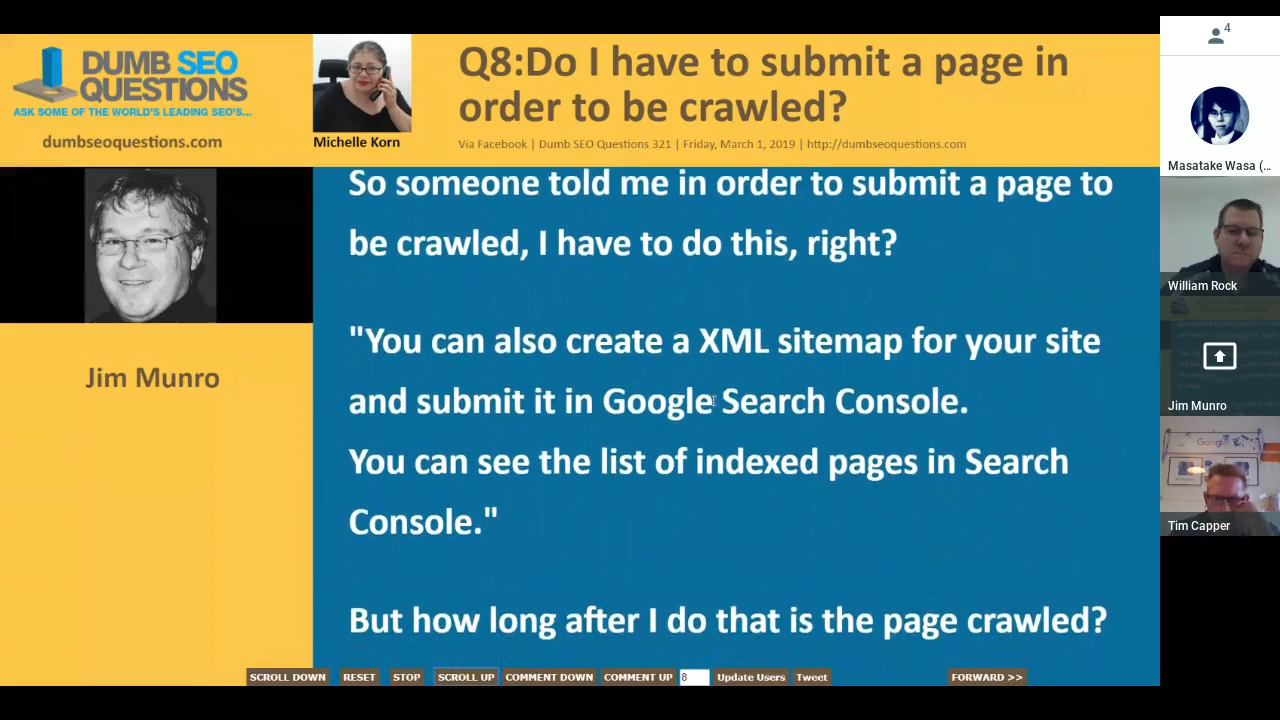 DUMB SEO
QUESTIONS
ASK SOME OF THE WORLD'S LEADING SEO'S...
dumbseoquestions.com
Michelle Korn
Q8:Do I have to submit a page in
order to be crawled?
Via Facebook | Dumb SEO Questions 321 | Friday, March 1, 2019 | http://dumbseoquestions.com
Jim Munro
So someone told me in order to submit a page to
be crawled, I have to do this, right?
"You can also create a XML sitemap for your site
and submit it in Google Search Console.
You can see the list of indexed pages in Search
Console."
But how long after I do that is the page crawled?
SCROLL DOWN RESET STOP SCROLL UP COMMENT DOWN COMMENT UP 8 Update Users Tweet FORWARD >>
4
Masatake Wasa (...
William Rock
Jim Munro
Google
Tim Capper